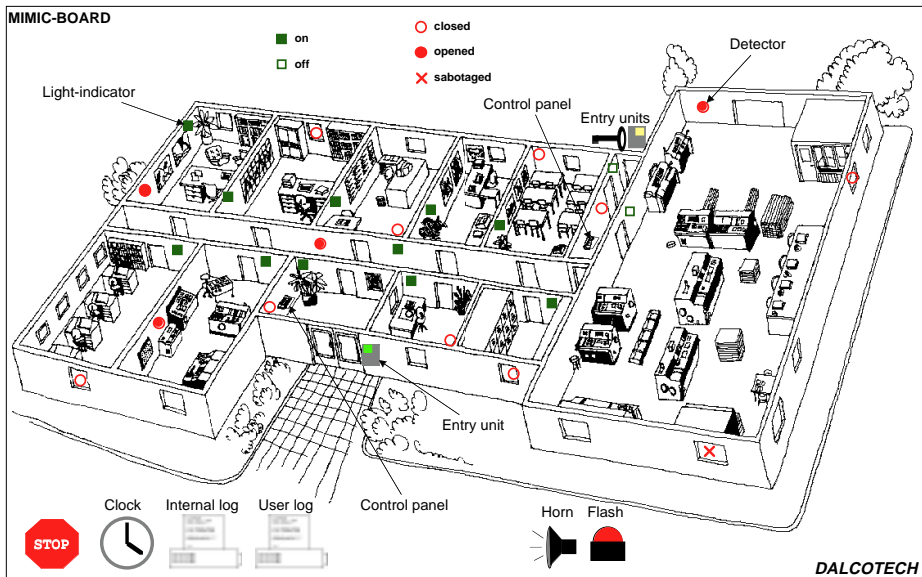 MIMIC-BOARD
on
off
closed
opened
sabotaged
Detector
Light-indicator
Control panel
Entry units
Entry unit
Control panel
Clock
Internal log
User log
Horn
Flash
STOP
DALCOTECH